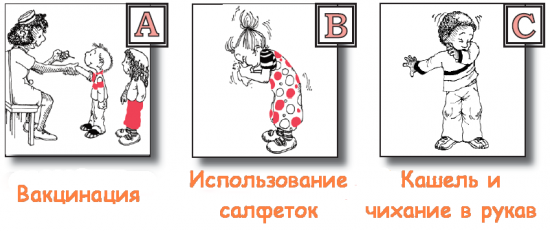 A
B
C
Вакцинация
Использование
салфеток
Кашель и
чихание в рукав